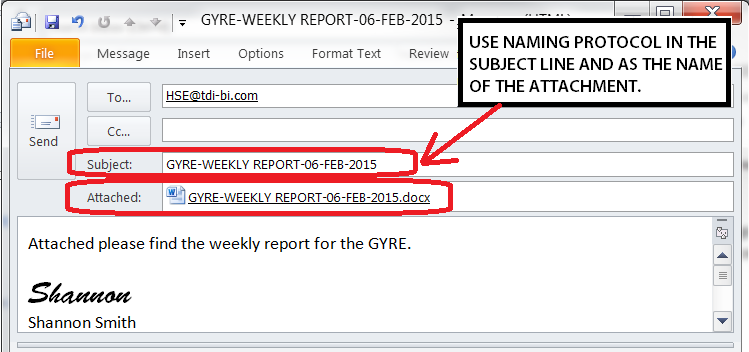 GYRE-WEEKLY REPORT-06-FEB-2015 -
File Message Insert Options Format Text Review
USE NAMING PROTOCOL IN THE
SUBJECT LINE AND AS THE NAME
OF THE ATTACHMENT.
To... HSE@tdi-bi.com
Cc...
Send
Subject: GYRE-WEEKLY REPORT-06-FEB-2015
Attached: GYRE-WEEKLY REPORT-06-FEB-2015.docx
Attached please find the weekly report for the GYRE.
Shannon
Shannon Smith